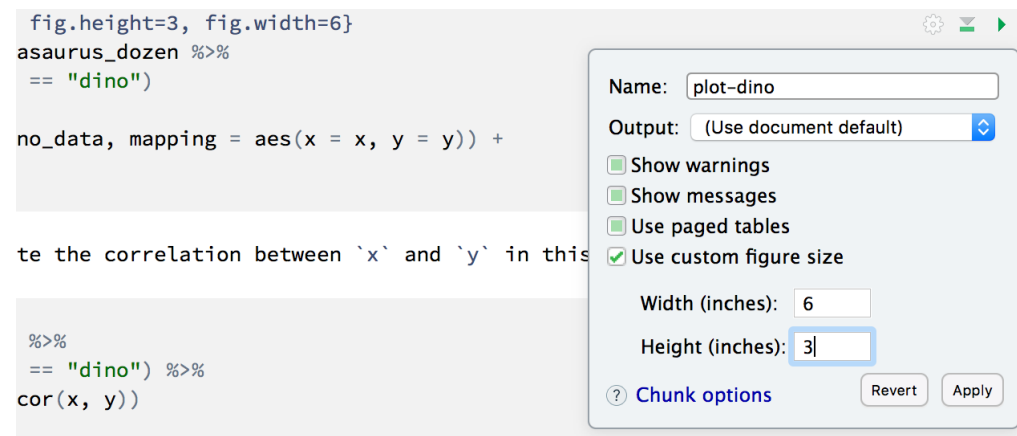 fig.height=3, fig.width=6}
asaurus_dozen %>%
== "dino")
no_data, mapping = aes(x = x, y = y)) +
te the correlation between `x` and `y` in this
%>%
== "dino") %>%
cor(x, y))
Name: plot-dino
Output: (Use document default)
Show warnings
Show messages
Use paged tables
Use custom figure size
Width (inches): 6
Height (inches): 3
? Chunk options Revert Apply